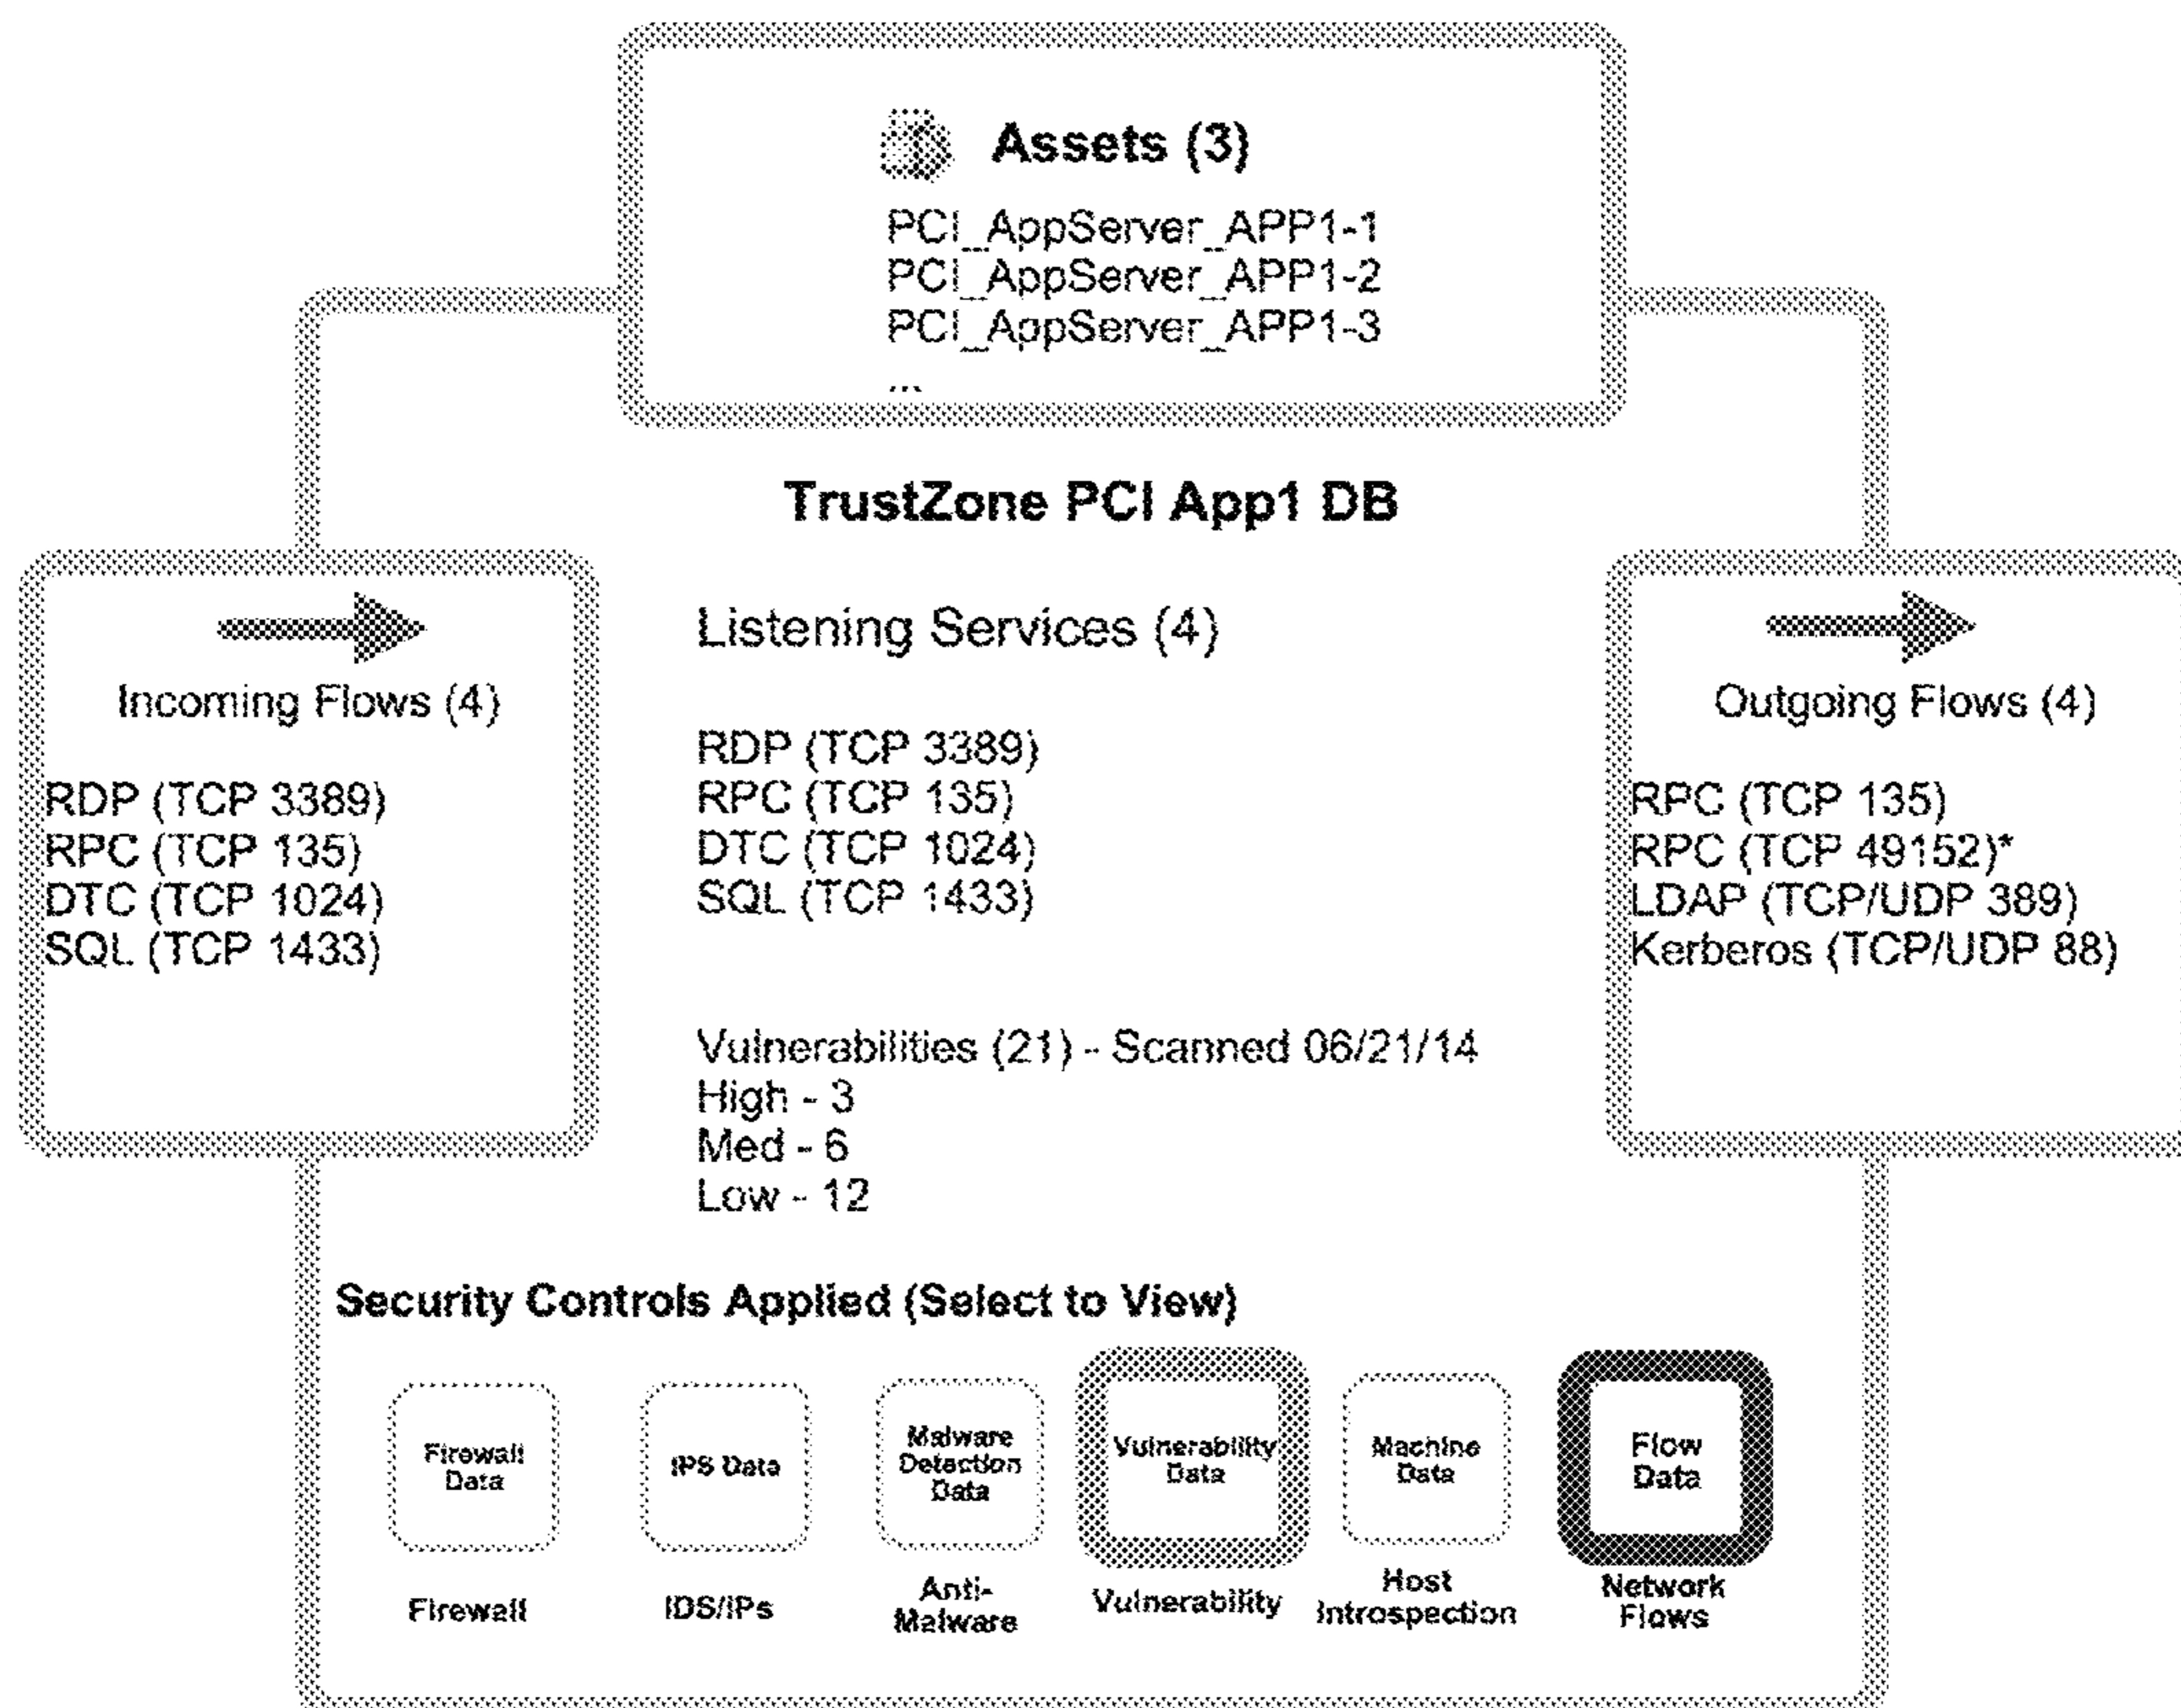 Assets (3)
PCI_AppServer_APP1-1
PCI_AppServer_APP1-2
PCI_AppServer_APP1-3
...
TrustZone PCI App1 DB
Incoming Flows (4)
RDP (TCP 3389)
RPC (TCP 135)
DTC (TCP 1024)
SQL (TCP 1433)
Listening Services (4)
RDP (TCP 3389)
RPC (TCP 135)
DTC (TCP 1024)
SQL (TCP 1433)
Outgoing Flows (4)
RPC (TCP 135)
RPC (TCP 49152)*
LDAP (TCP/UDP 389)
Kerberos (TCP/UDP 88)
Vulnerabilities (21) - Scanned 06/21/14
High - 3
Med - 6
Low - 12
Security Controls Applied (Select to View)
Firewall
Data
IPS Data
Malware
Detection
Data
Vulnerability
Data
Machine
Data
Flow
Data
Firewall
IDS/IPs
Anti-
Malware
Vulnerability
Host
Introspection
Network
Flows